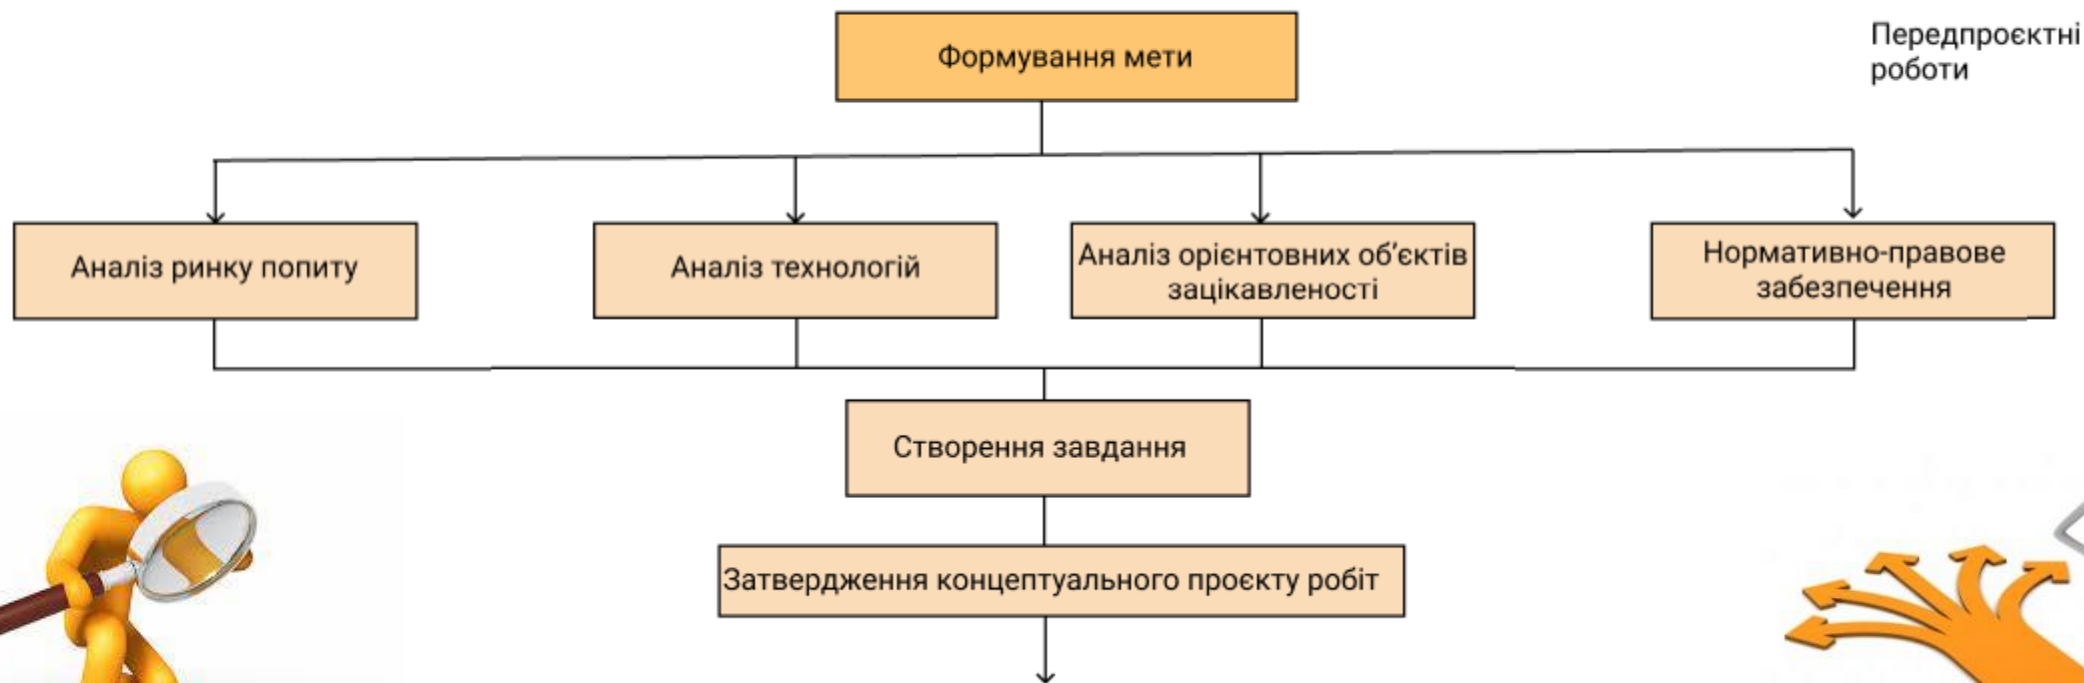 Формування мети
Передпроєктні
роботи
Аналіз ринку попиту
Аналіз технологій
Аналіз орієнтовних об’єктів
зацікавленості
Нормативно-правове
забезпечення
Створення завдання
Затвердження концептуального проєкту робіт